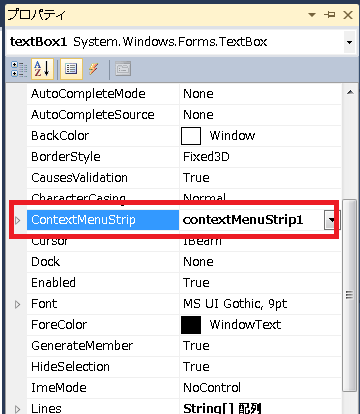 プロパティ
textBox1 System.Windows.Forms.TextBox
AutoCompleteMode None
AutoCompleteSource None
BackColor Window
BorderStyle Fixed3D
CausesValidation True
CharacterCasing Normal
ContextMenuStrip contextMenuStrip1
Cursor IBeam
Dock None
Enabled True
Font MS UI Gothic, 9pt
ForeColor WindowText
GenerateMember True
HideSelection True
ImeMode NoControl
Lines String[] 配列